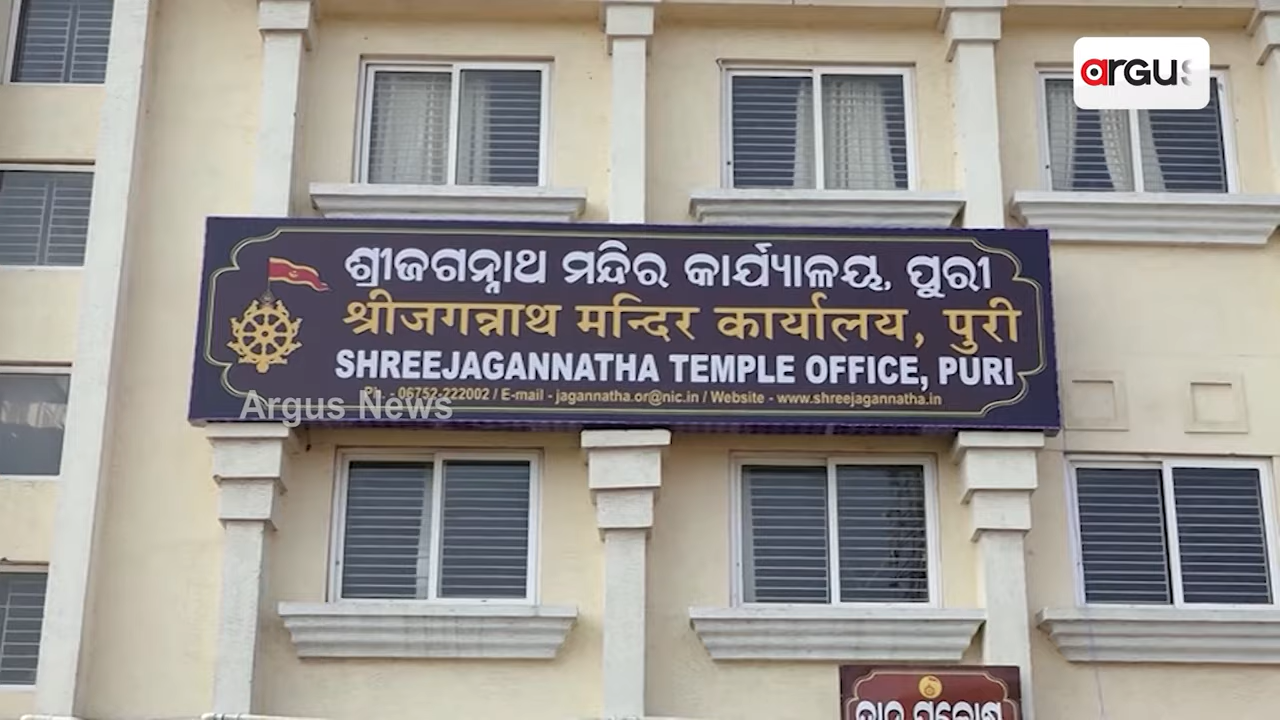 argus
ଶ୍ରୀଜଗନ୍ନାଥ ମନ୍ଦିର କାର୍ଯ୍ୟାଳୟ, ପୁରୀ
श्रीजगन्नाथ मन्दिर कार्यालय, पुरी
SHREEJAGANNATHA TEMPLE OFFICE, PURI
Ph. - 06752-222002 / E-mail - jagannatha.or@nic.in / Website - www.shreejagannatha.in
Argus News